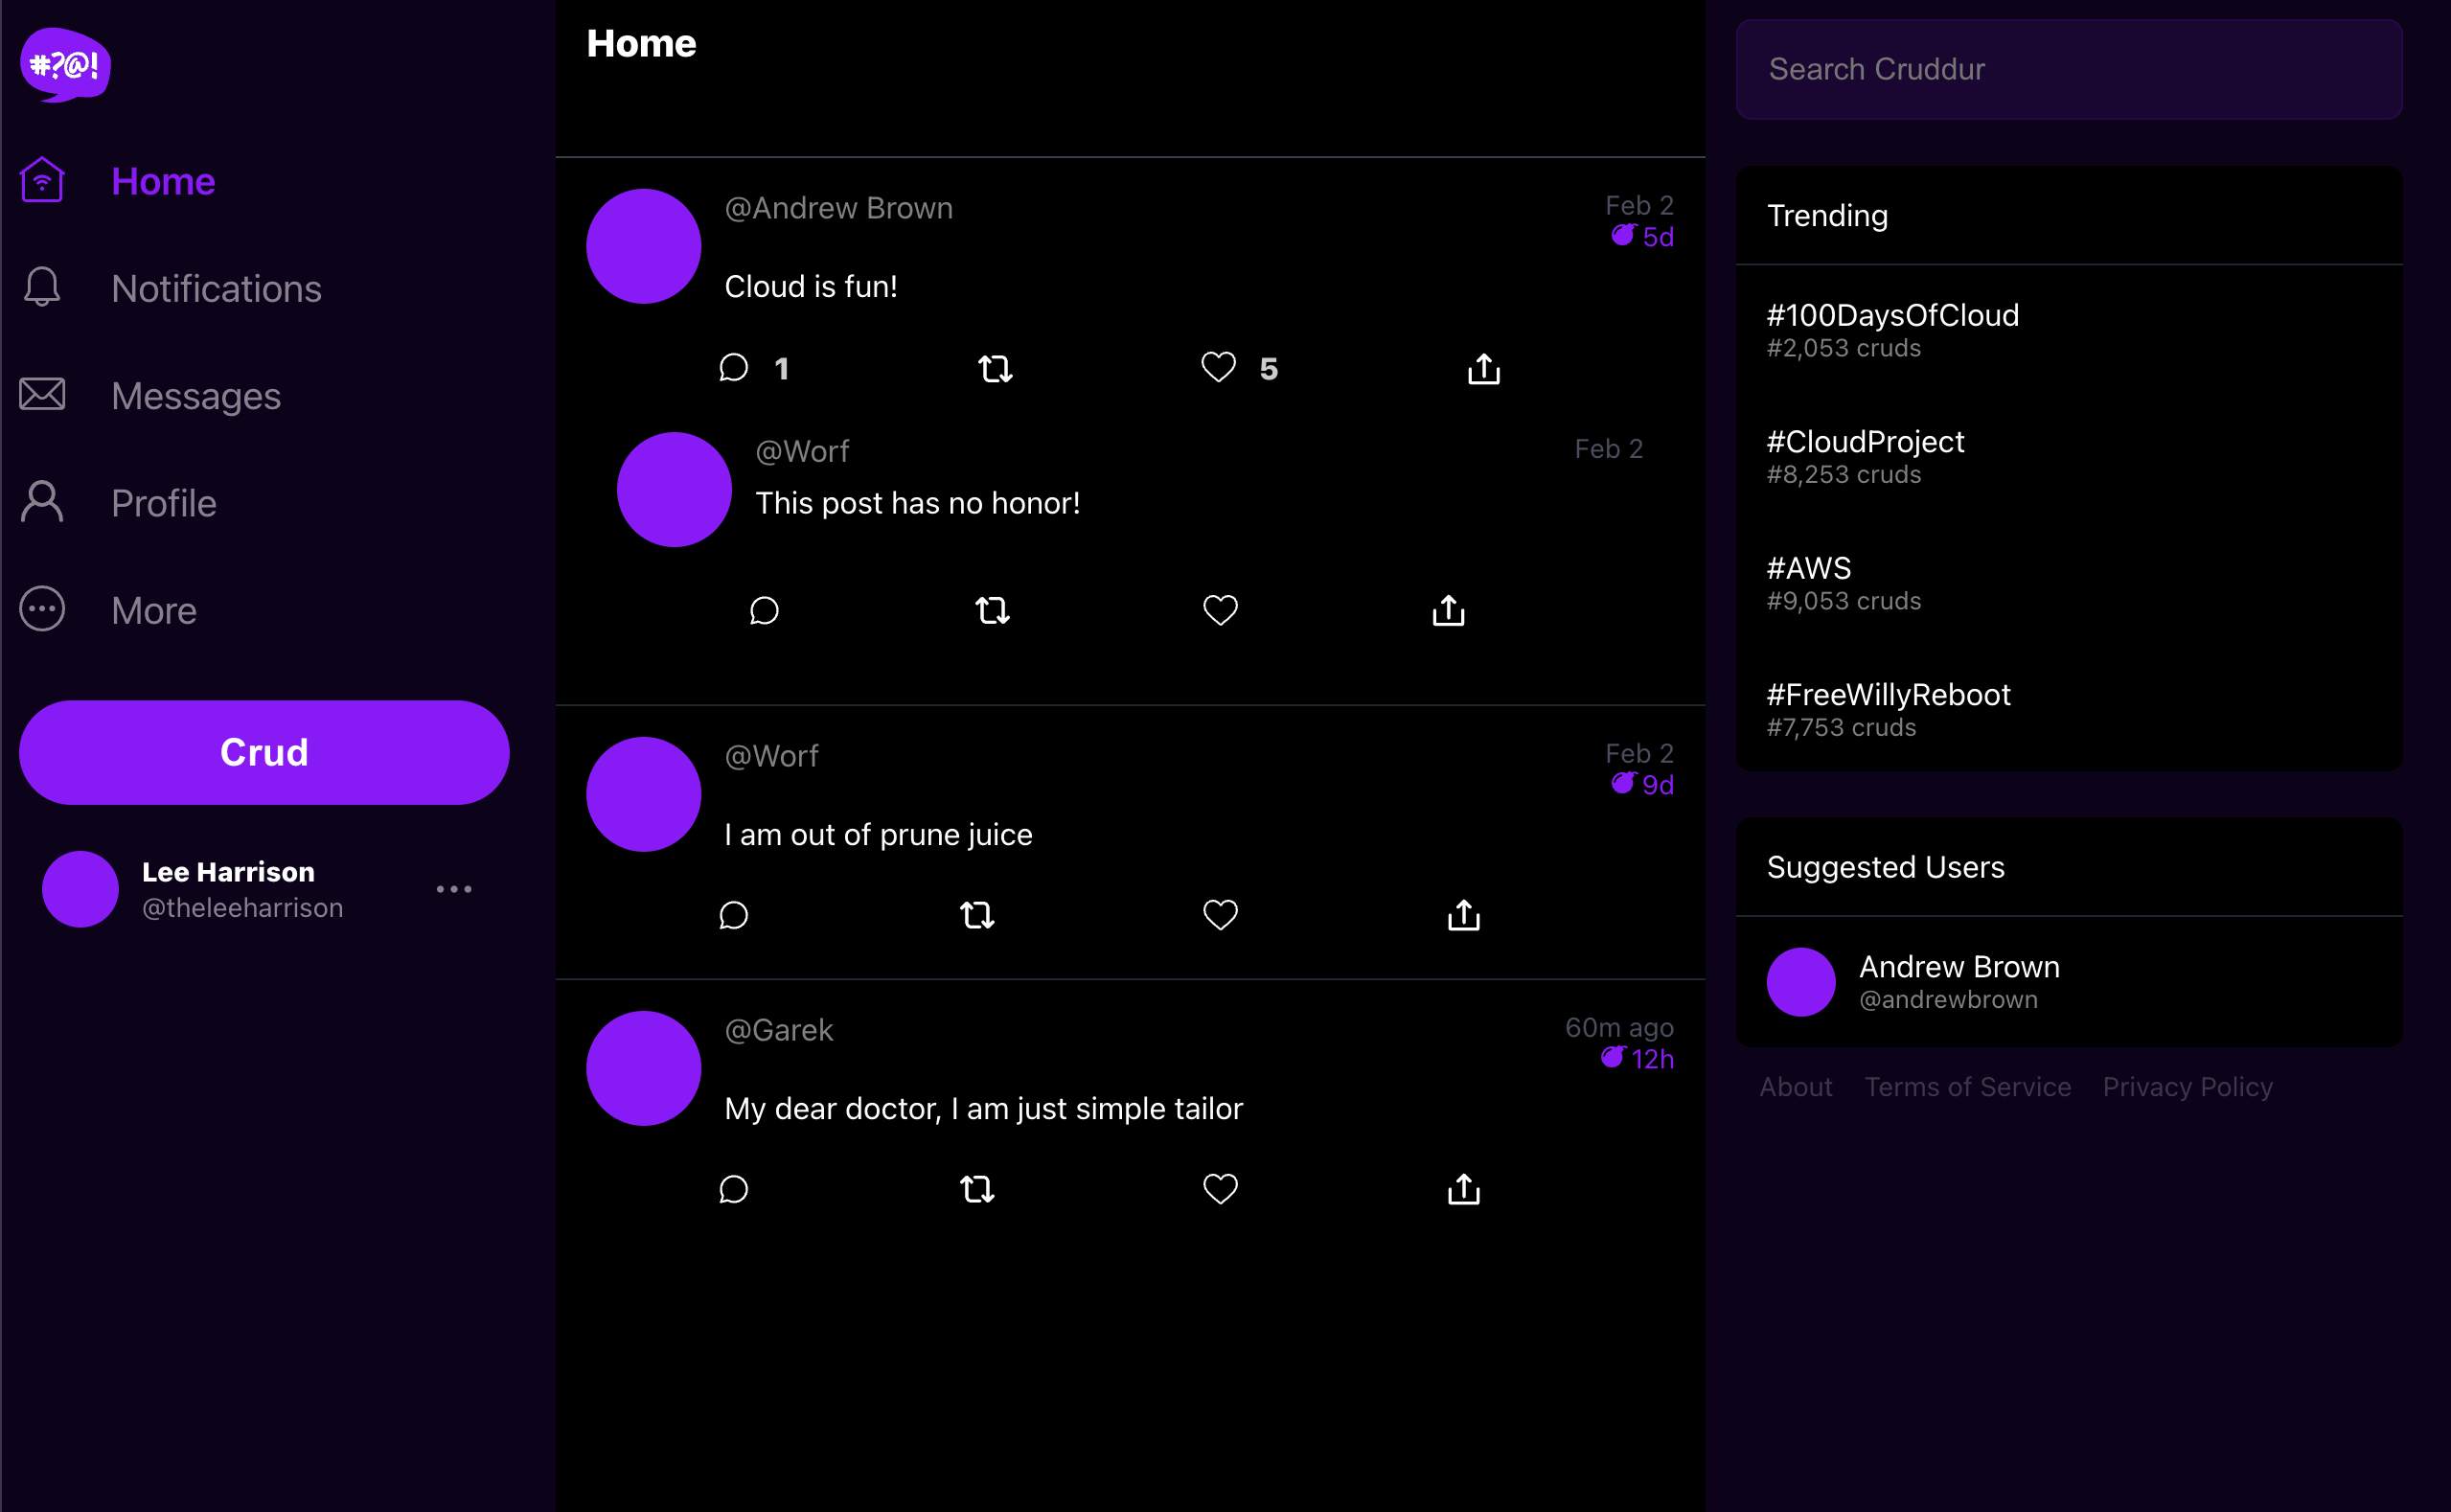 #?@!
Home
Notifications
Messages
Profile
More
Crud
Lee Harrison
@theleeharrison
Home
@Andrew Brown
Feb 2
5d
Cloud is fun!
1
5
@Worf
Feb 2
This post has no honor!
@Worf
Feb 2
9d
I am out of prune juice
@Garek
60m ago
12h
My dear doctor, I am just simple tailor
Search Cruddur
Trending
#100DaysOfCloud
#2,053 cruds
#CloudProject
#8,253 cruds
#AWS
#9,053 cruds
#FreeWillyReboot
#7,753 cruds
Suggested Users
Andrew Brown
@andrewbrown
About Terms of Service Privacy Policy